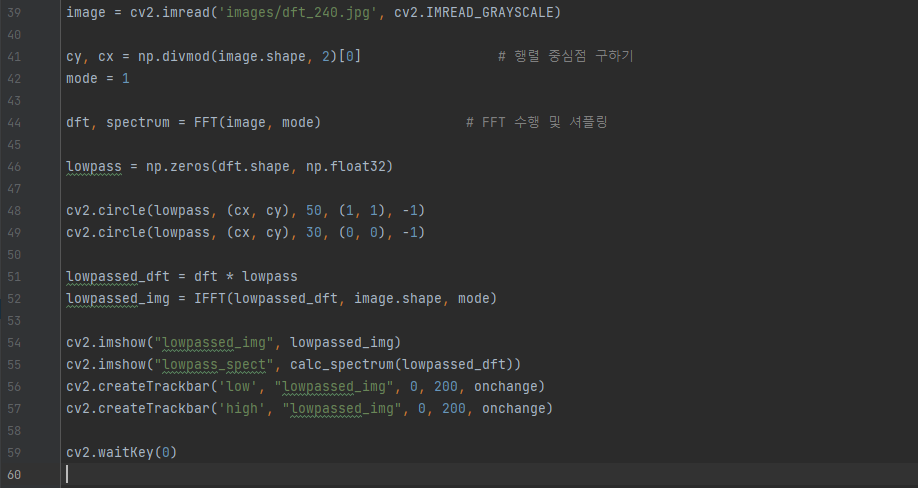 39 image = cv2.imread('images/dft_240.jpg', cv2.IMREAD_GRAYSCALE)
40
41 cy, cx = np.divmod(image.shape, 2)[0] # 행렬 중심점 구하기
42 mode = 1
43
44 dft, spectrum = FFT(image, mode) # FFT 수행 및 셔플링
45
46 lowpass = np.zeros(dft.shape, np.float32)
47
48 cv2.circle(lowpass, (cx, cy), 50, (1, 1), -1)
49 cv2.circle(lowpass, (cx, cy), 30, (0, 0), -1)
50
51 lowpassed_dft = dft * lowpass
52 lowpassed_img = IFFT(lowpassed_dft, image.shape, mode)
53
54 cv2.imshow("lowpassed_img", lowpassed_img)
55 cv2.imshow("lowpass_spect", calc_spectrum(lowpassed_dft))
56 cv2.createTrackbar('low', "lowpassed_img", 0, 200, onchange)
57 cv2.createTrackbar('high', "lowpassed_img", 0, 200, onchange)
58
59 cv2.waitKey(0)
60